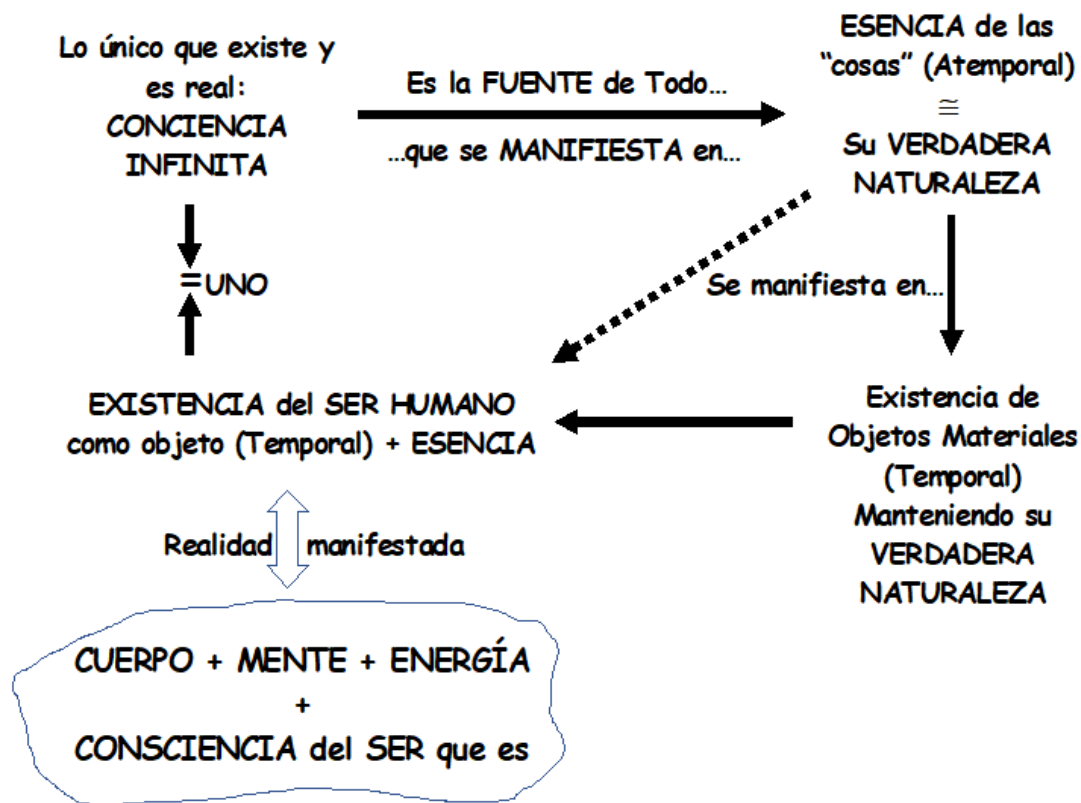 Lo único que existe y
es real:
CONCIENCIA
INFINITA
Es la FUENTE de Todo...
...que se MANIFIESTA en...
ESENCIA de las
“cosas” (Atemporal)
≅
Su VERDADERA
NATURALEZA
= UNO
Se manifiesta en...
EXISTENCIA del SER HUMANO
como objeto (Temporal) + ESENCIA
Existencia de
Objetos Materiales
(Temporal)
Manteniendo su
VERDADERA
NATURALEZA
Realidad manifestada
CUERPO + MENTE + ENERGÍA
+
CONSCIENCIA del SER que es